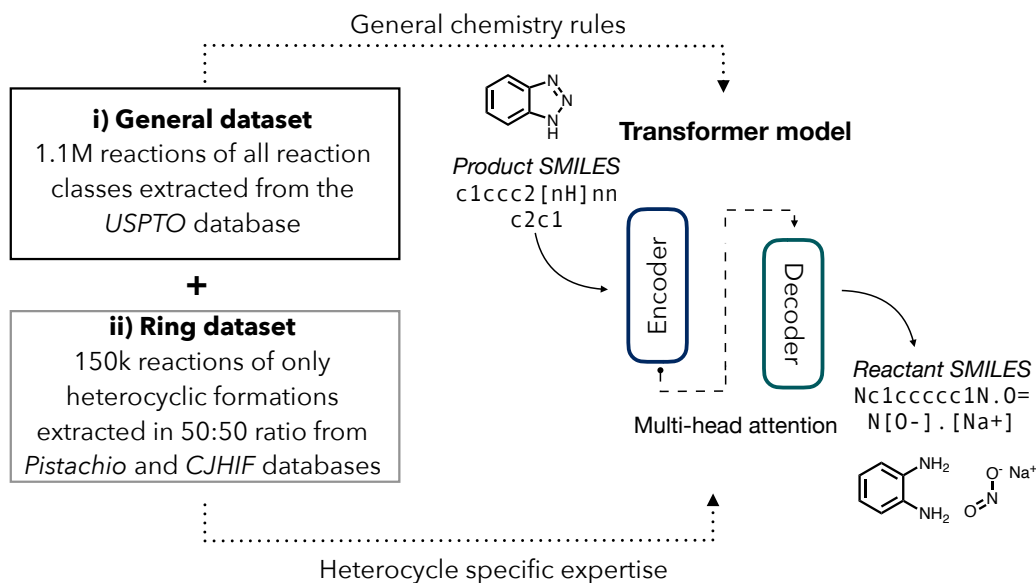 General chemistry rules
i) General dataset
1.1M reactions of all reaction
classes extracted from the
USPTO database
+
ii) Ring dataset
150k reactions of only
heterocyclic formations
extracted in 50:50 ratio from
Pistachio and CJHIF databases
N
N
N
H
Transformer model
Product SMILES
c1ccc2[nH]nn
c2c1
Encoder
Decoder
Multi-head attention
Reactant SMILES
Nc1ccccc1N.O=
N[O-].[Na+]
NH2
NH2
O- Na+
N
O
Heterocycle specific expertise